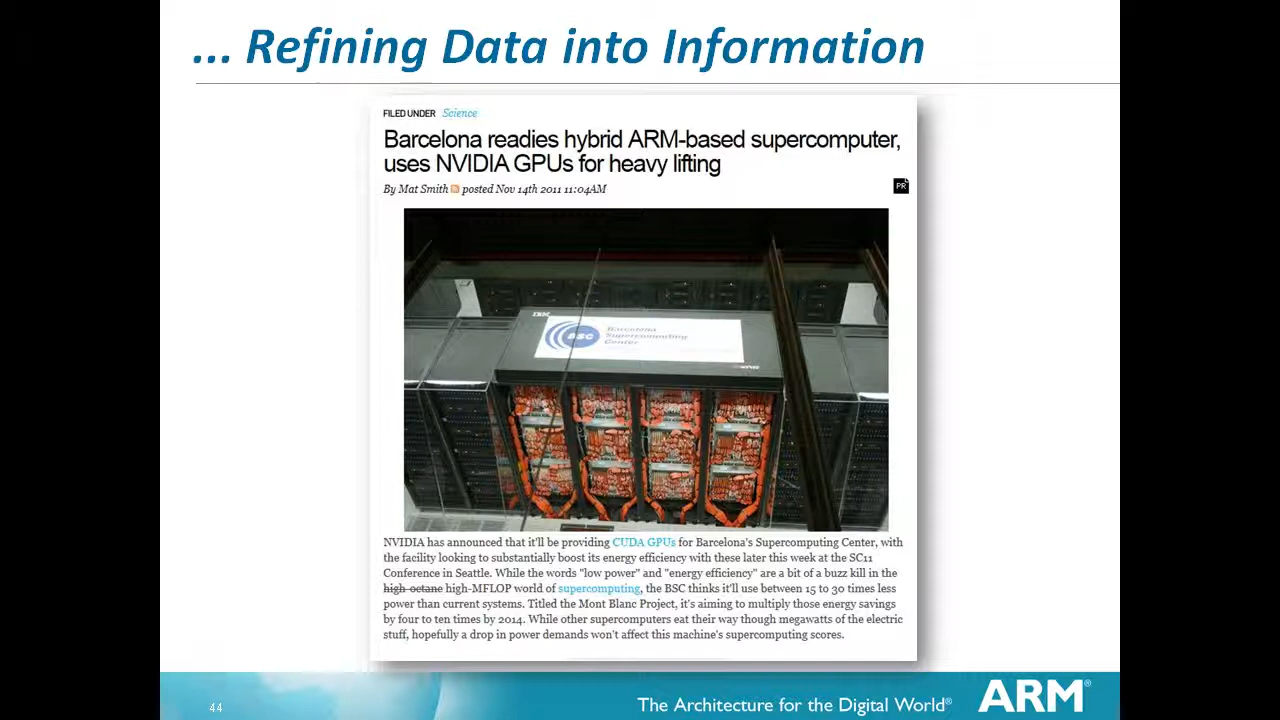 ... Refining Data into Information
FILED UNDER Science
Barcelona readies hybrid ARM-based supercomputer,
uses NVIDIA GPUs for heavy lifting
By Mat Smith posted Nov 14th 2011 11:04AM
PR
IBM
BSC
Barcelona
Supercomputing
Center
NVIDIA has announced that it'll be providing CUDA GPUs for Barcelona's Supercomputing Center, with
the facility looking to substantially boost its energy efficiency with these later this week at the SC11
Conference in Seattle. While the words "low power" and "energy efficiency" are a bit of a buzz kill in the
high-octane high-MFLOP world of supercomputing, the BSC thinks it'll use between 15 to 30 times less
power than current systems. Titled the Mont Blanc Project, it's aiming to multiply those energy savings
by four to ten times by 2014. While other supercomputers eat their way though megawatts of the electric
stuff, hopefully a drop in power demands won't affect this machine's supercomputing scores.
44
The Architecture for the Digital World®
ARM®